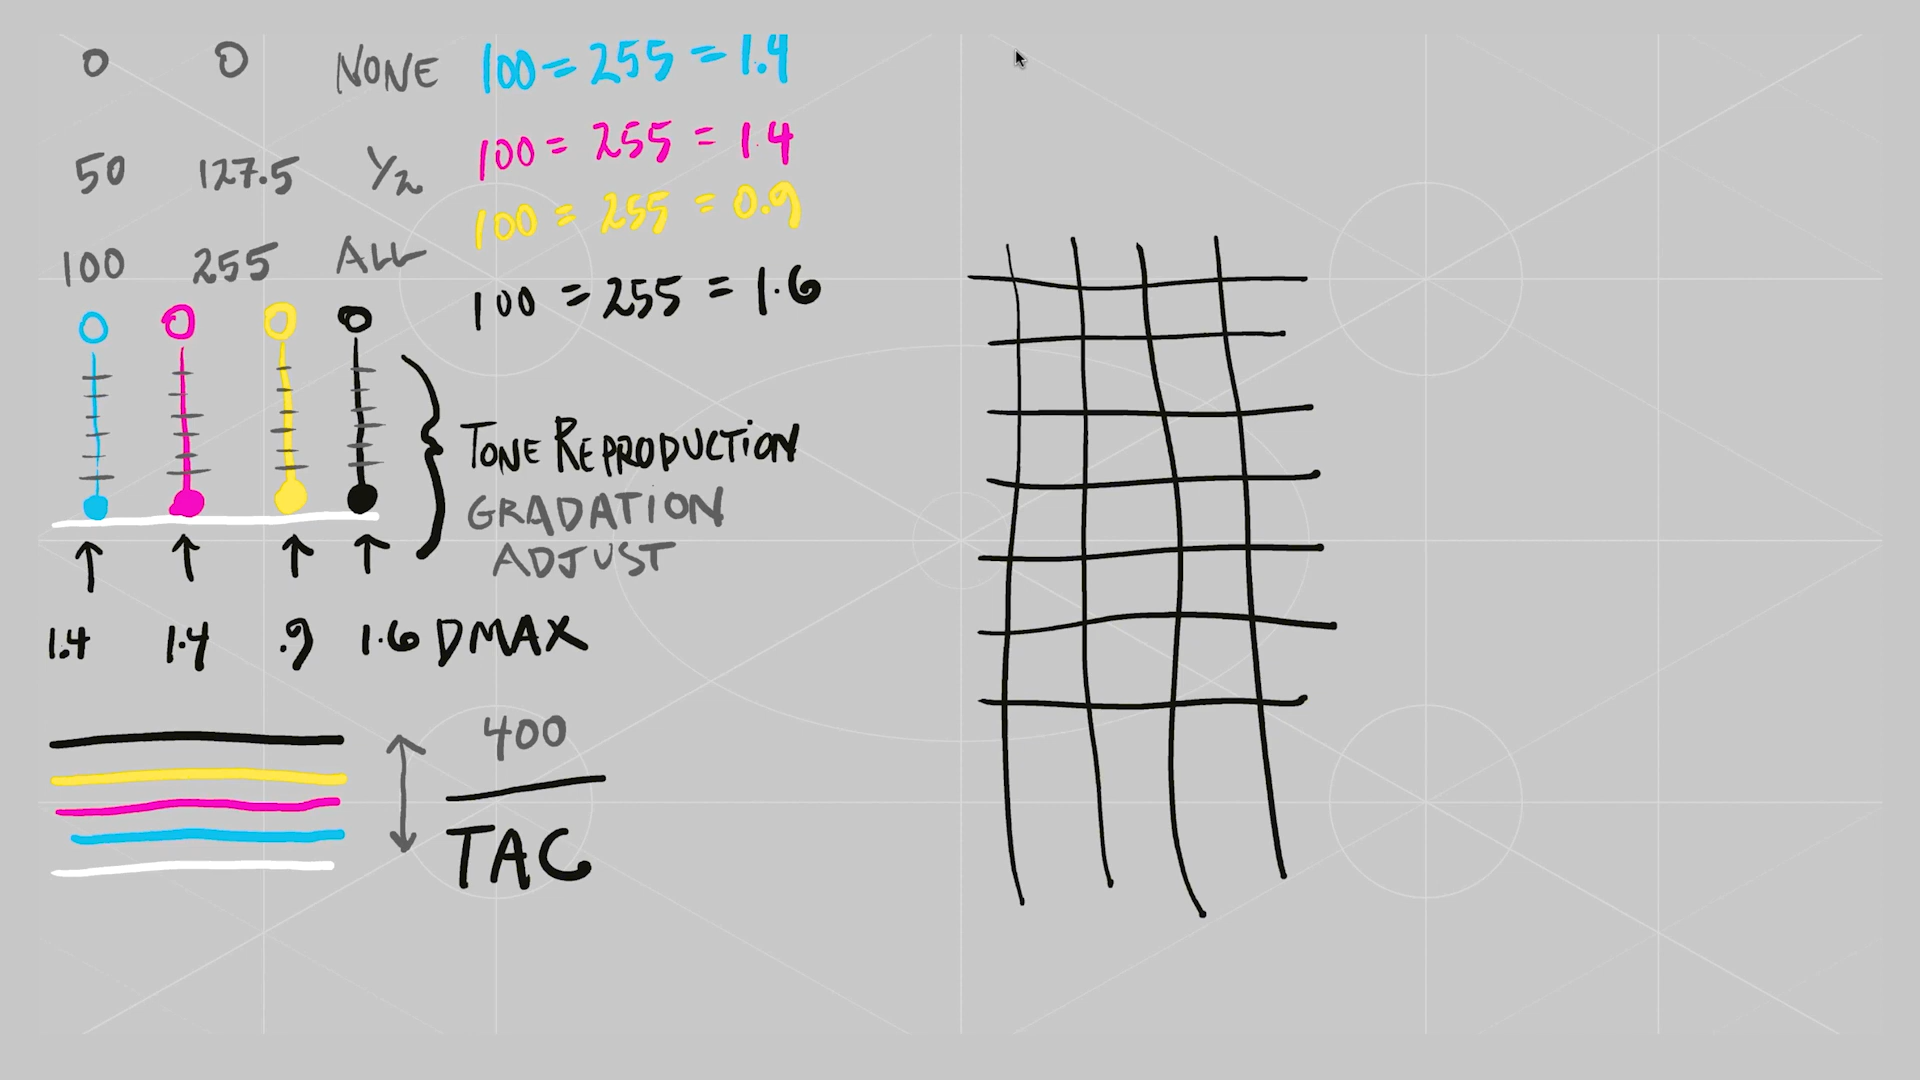 0 0 NONE
50 127.5 1/2
100 255 ALL
100 = 255 = 1.4
100 = 255 = 1.4
100 = 255 = 0.9
100 = 255 = 1.6
TONE REPRODUCTION
GRADATION
ADJUST
1.4 1.4 .9 1.6 DMAX
400
TAC